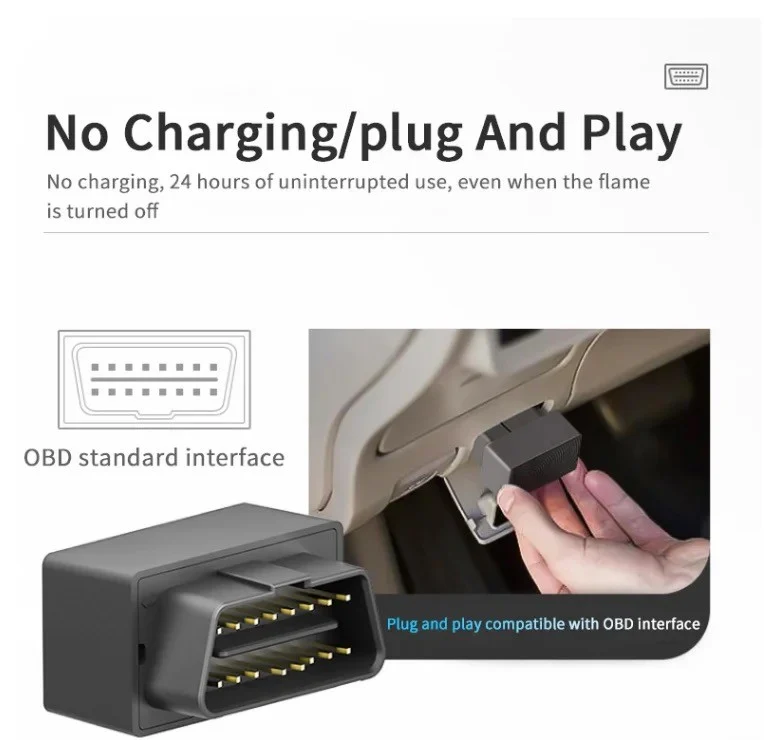 No Charging/plug And Play
No charging, 24 hours of uninterrupted use, even when the flame
is turned off
OBD standard interface
Plug and play compatible with OBD interface